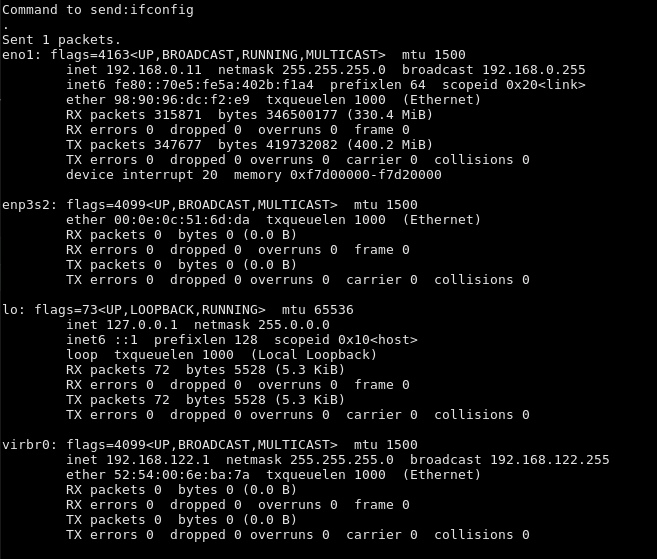 Command to send:ifconfig
.
Sent 1 packets.
eno1: flags=4163<UP,BROADCAST,RUNNING,MULTICAST>  mtu 1500
        inet 192.168.0.11  netmask 255.255.255.0  broadcast 192.168.0.255
        inet6 fe80::70e5:fe5a:402b:f1a4  prefixlen 64  scopeid 0x20<link>
        ether 98:90:96:dc:f2:e9  txqueuelen 1000  (Ethernet)
        RX packets 315871  bytes 346500177 (330.4 MiB)
        RX errors 0  dropped 0  overruns 0  frame 0
        TX packets 347677  bytes 419732082 (400.2 MiB)
        TX errors 0  dropped 0 overruns 0  carrier 0  collisions 0
        device interrupt 20  memory 0xf7d00000-f7d20000

enp3s2: flags=4099<UP,BROADCAST,MULTICAST>  mtu 1500
        ether 00:0e:0c:51:6d:da  txqueuelen 1000  (Ethernet)
        RX packets 0  bytes 0 (0.0 B)
        RX errors 0  dropped 0  overruns 0  frame 0
        TX packets 0  bytes 0 (0.0 B)
        TX errors 0  dropped 0 overruns 0  carrier 0  collisions 0

lo: flags=73<UP,LOOPBACK,RUNNING>  mtu 65536
        inet 127.0.0.1  netmask 255.0.0.0
        inet6 ::1  prefixlen 128  scopeid 0x10<host>
        loop  txqueuelen 1000  (Local Loopback)
        RX packets 72  bytes 5528 (5.3 KiB)
        RX errors 0  dropped 0  overruns 0  frame 0
        TX packets 72  bytes 5528 (5.3 KiB)
        TX errors 0  dropped 0 overruns 0  carrier 0  collisions 0

virbr0: flags=4099<UP,BROADCAST,MULTICAST>  mtu 1500
        inet 192.168.122.1  netmask 255.255.255.0  broadcast 192.168.122.255
        ether 52:54:00:6e:ba:7a  txqueuelen 1000  (Ethernet)
        RX packets 0  bytes 0 (0.0 B)
        RX errors 0  dropped 0  overruns 0  frame 0
        TX packets 0  bytes 0 (0.0 B)
        TX errors 0  dropped 0 overruns 0  carrier 0  collisions 0